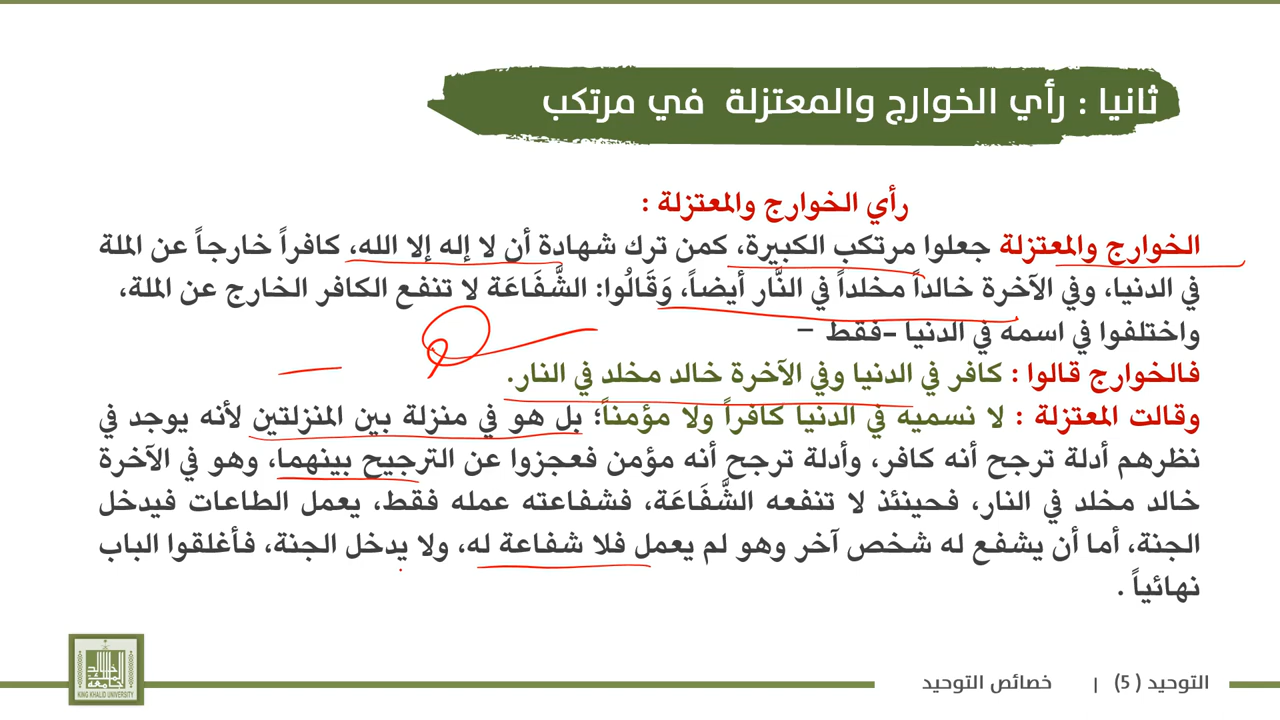 ثانيا : رأي الخوارج والمعتزلة في مرتكب
رأي الخوارج والمعتزلة :
الخوارج والمعتزلة جعلوا مرتكب الكبيرة، كمن ترك شهادة أن لا إله إلا الله، كافراً خارجاً عن الملة
في الدنيا، وفي الآخرة خالداً مخلداً في النَّار أيضاً، وَقَالُوا: الشَّفَاعَة لا تنفع الكافر الخارج عن الملة،
واختلفوا في اسمه في الدنيا –فقط –
فالخوارج قالوا : كافر في الدنيا وفي الآخرة خالد مخلد في النار.
وقالت المعتزلة : لا نسميه في الدنيا كافراً ولا مؤمناً؛ بل هو في منزلة بين المنزلتين لأنه يوجد في
نظرهم أدلة ترجح أنه كافر، وأدلة ترجح أنه مؤمن فعجزوا عن الترجيح بينهما، وهو في الآخرة
خالد مخلد في النار، فحينئذ لا تنفعه الشَّفَاعَة، فشفاعته عمله فقط، يعمل الطاعات فيدخل
الجنة، أما أن يشفع له شخص آخر وهو لم يعمل فلا شفاعة له، ولا يدخل الجنة، فأغلقوا الباب
نهائياً .
التوحيد ( 5) | خصائص التوحيد
KING KHALID UNIVERSITY